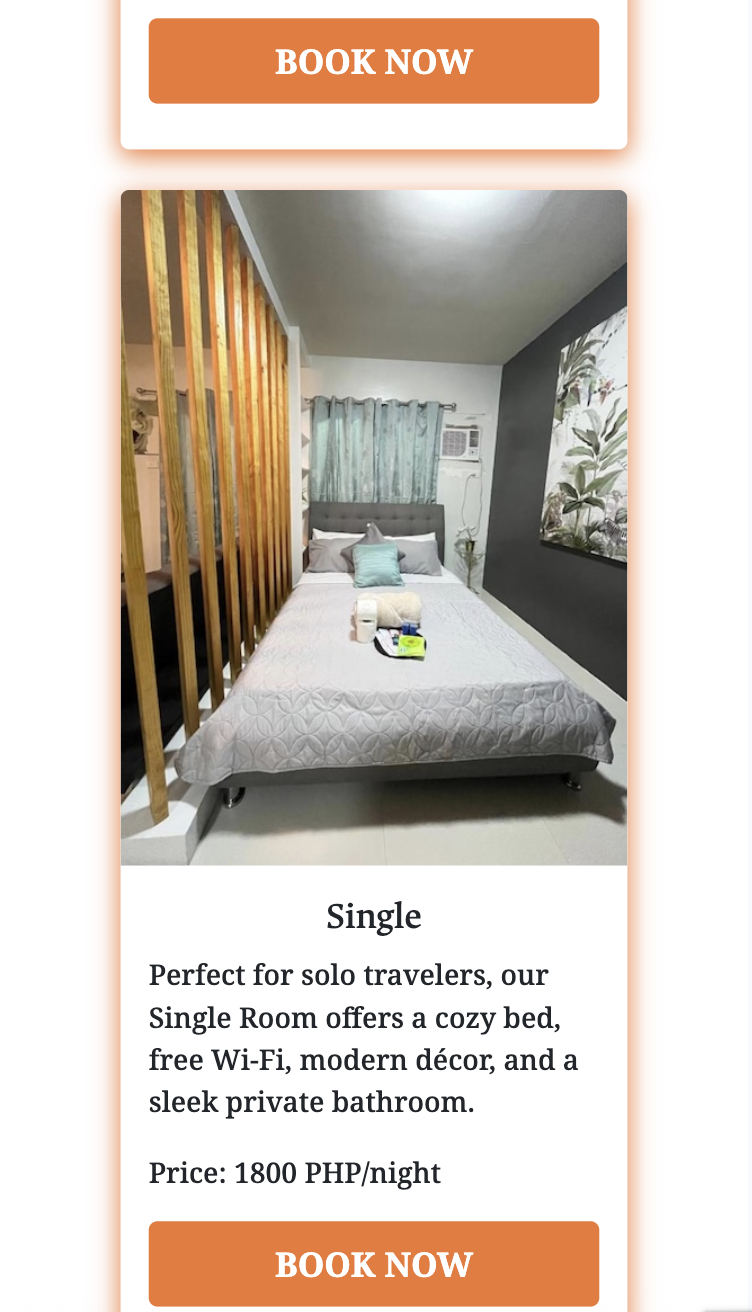 BOOK NOW
Single
Perfect for solo travelers, our
Single Room offers a cozy bed,
free Wi-Fi, modern décor, and a
sleek private bathroom.
Price: 1800 PHP/night
BOOK NOW